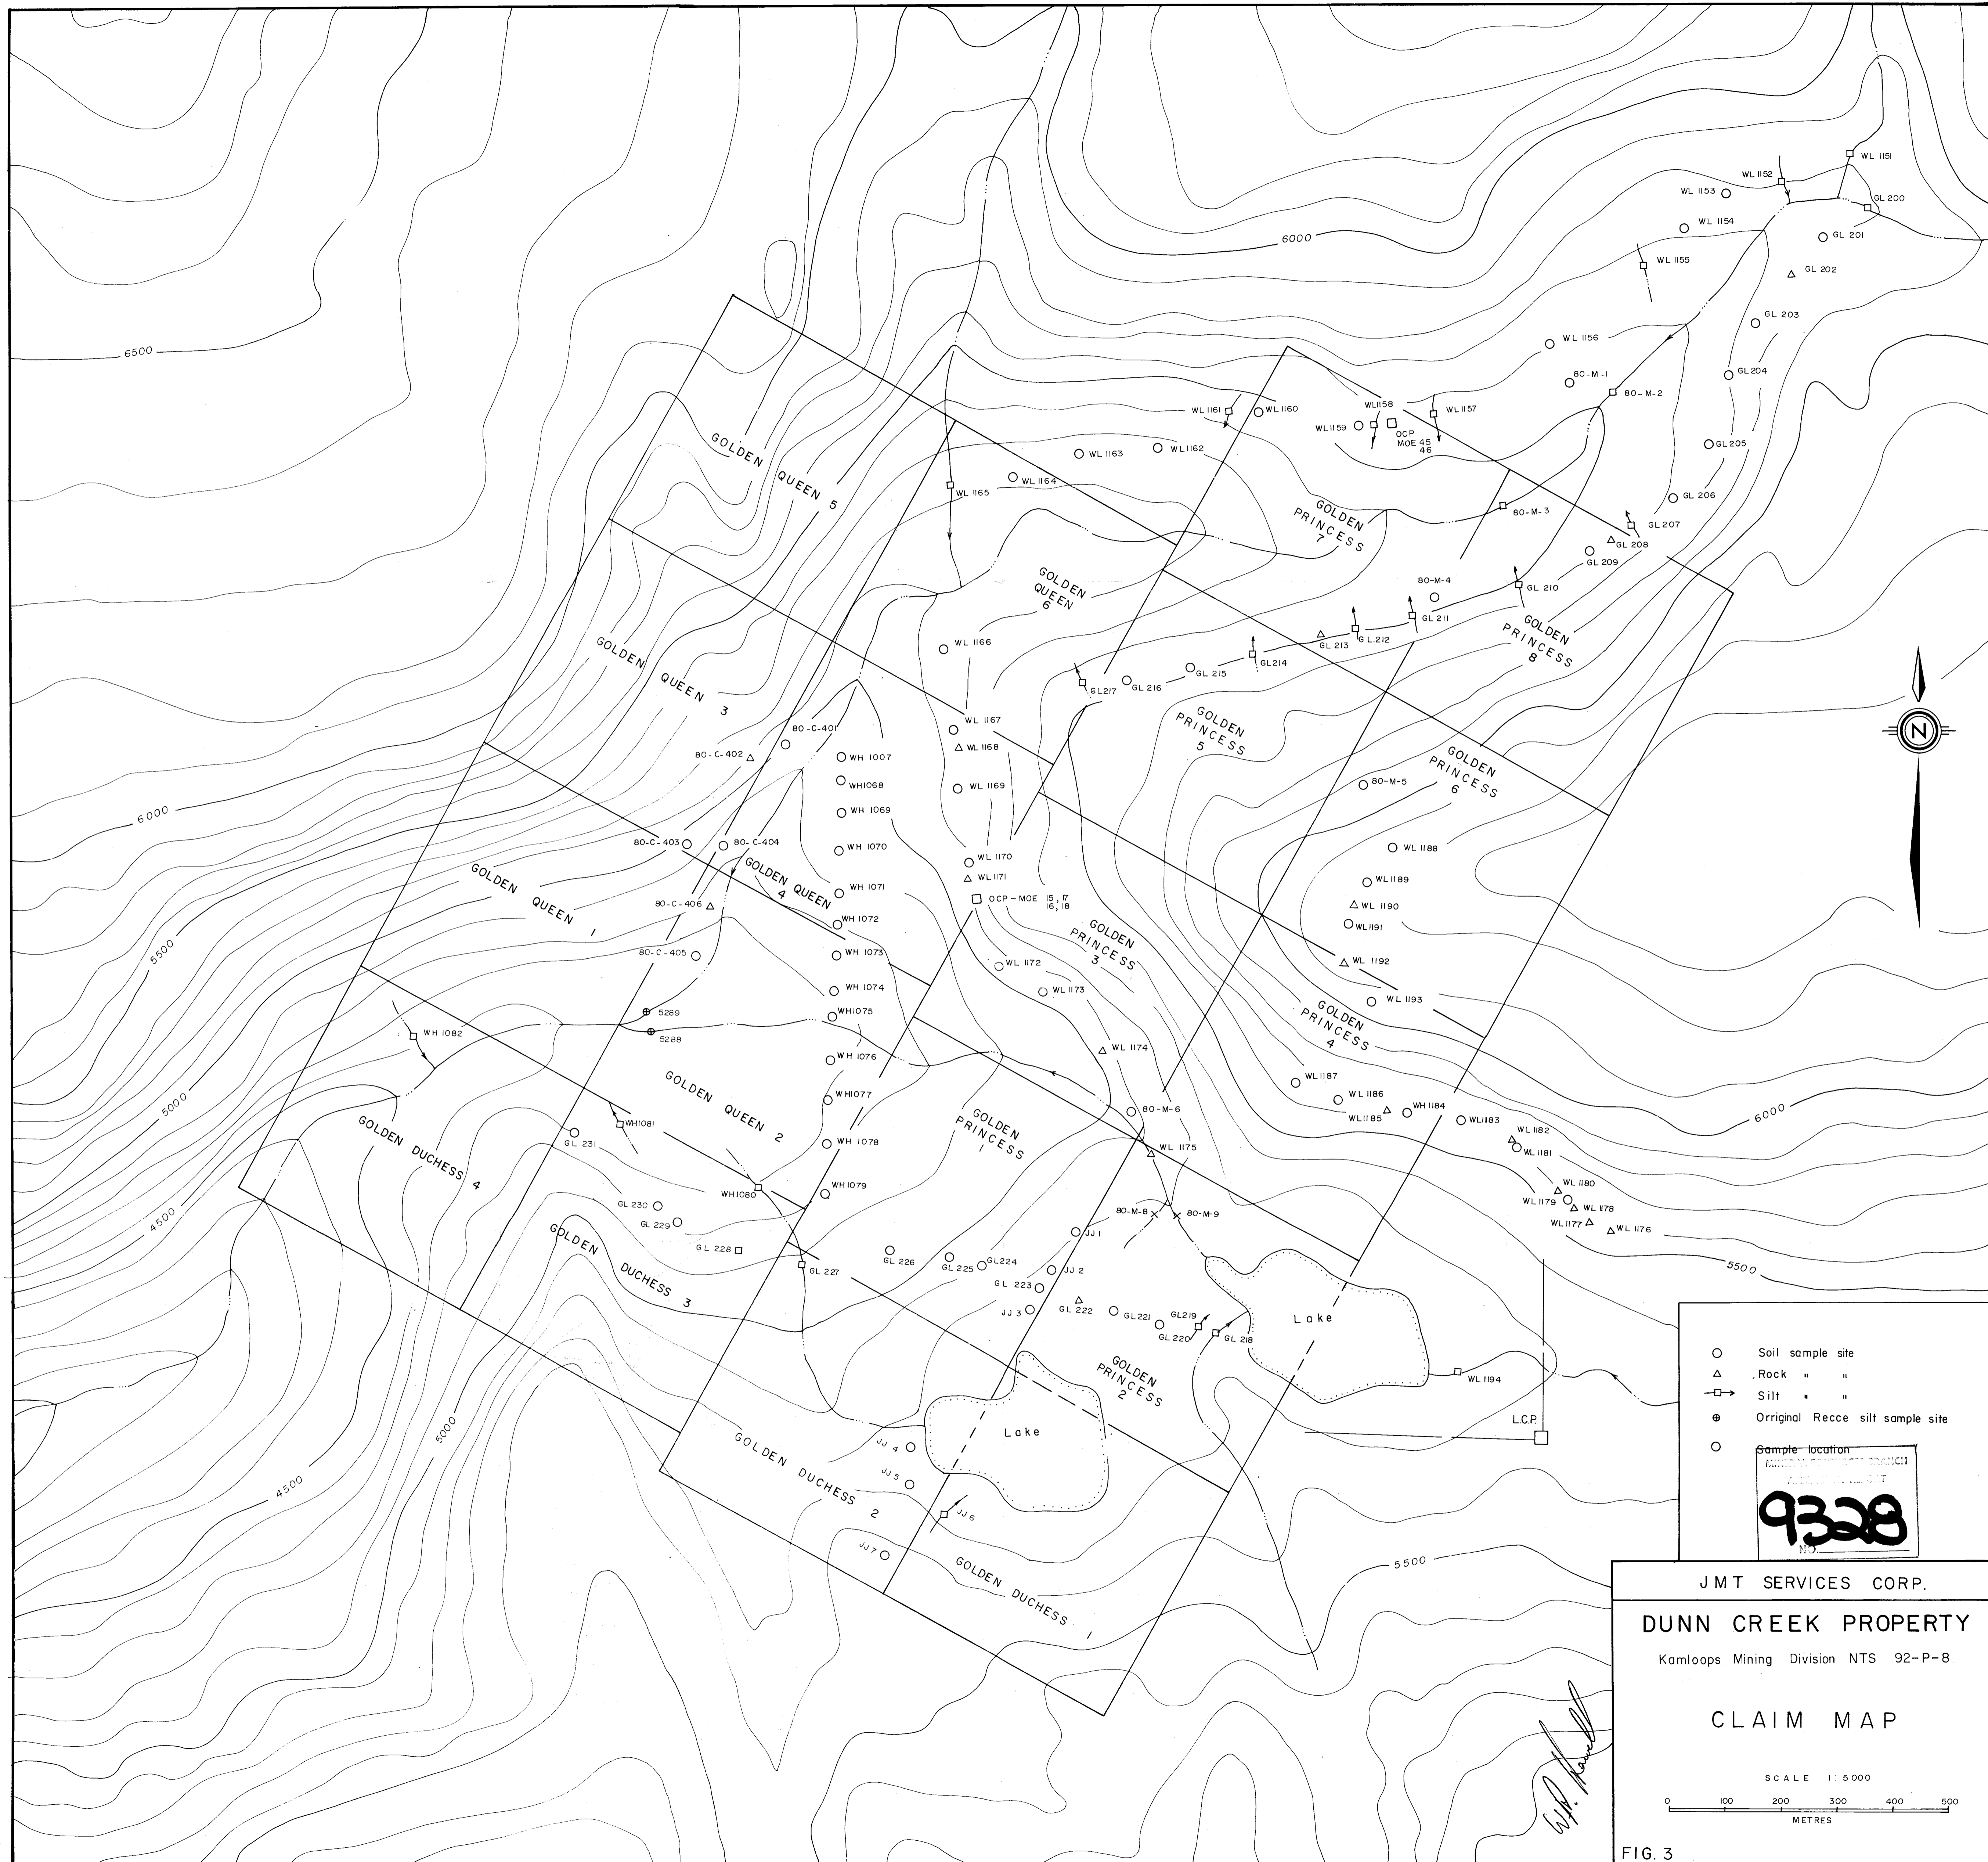 WL 1151
WL 1152
WL 1153
GL 200
WL 1154
GL 201
6000
WL 1155
GL 202
GL 203
WL 1156
6500
GL 204
80-M-1
80-M-2
WL 1161
WL 1160
WL1158
WL1157
WL1159
OCP
MOE 45
46
GL 205
GOLDEN
QUEEN 5
WL 1163
WL 1162
WL 1164
WL 1165
GL 206
GOLDEN
PRINCESS
7
80-M-3
GL 207
GL 208
GL 209
GOLDEN
QUEEN
6
80-M-4
GL 210
GL 211
GOLDEN
PRINCESS
8
GL 212
GL 213
WL 1166
GL214
GOLDEN
QUEEN 3
GL 215
GL217
GL 216
WL 1167
GOLDEN
PRINCESS
5
80-C-401
80-C-402
WL 1168
WH 1007
GOLDEN
PRINCESS
6
80-M-5
WH1068
WL 1169
6000
WH 1069
80-C-403
80-C-404
WH 1070
WL 1188
WL 1170
GOLDEN QUEEN
4
WL1171
WL1189
GOLDEN
QUEEN
1
WH 1071
OCP-MOE 15, 17
16, 18
80-C-406
WL 1190
WH 1072
WL1191
5500
80-C-405
WH 1073
GOLDEN
PRINCESS
3
WL 1172
WL 1192
WH 1074
WL1173
WL 1193
5289
WH1075
GOLDEN
PRINCESS
4
WH 1082
5288
WL 1174
WH 1076
GOLDEN QUEEN 2
WL1187
WH1077
WL 1186
5000
80-M-6
WL1185
WH 1184
WL1183
6000
GOLDEN
PRINCESS
1
WH1081
GOLDEN DUCHESS 4
GL 231
WH 1078
WL 1182
WL 1175
WL 1181
WH1079
WH1080
WL 1180
WL 1179
WL 1178
GL 230
4500
80-M-8
80-M-9
GL 229
WL1177
WL 1176
JJ 1
GOLDEN
DUCHESS 3
GL 228
GL 226
GL 225
GL224
GL 227
JJ 2
5500
GL 223
JJ 3
GL 222
GL221
GL219
GL 220
GL 218
Lake
GOLDEN
PRINCESS
2
WL 1194
L.C.P.
5000
Lake
GOLDEN DUCHESS
2
JJ 4
JJ 5
4500
JJ 6
JJ 7
GOLDEN DUCHESS
1
5500
N
Soil sample site
Rock " "
Silt " "
Orriginal Recce silt sample site
Sample location
9328
NO.
JMT SERVICES CORP.
DUNN CREEK PROPERTY
Kamloops Mining Division NTS 92-P-8
CLAIM MAP
SCALE 1:5000
0 100 200 300 400 500
METRES
FIG. 3